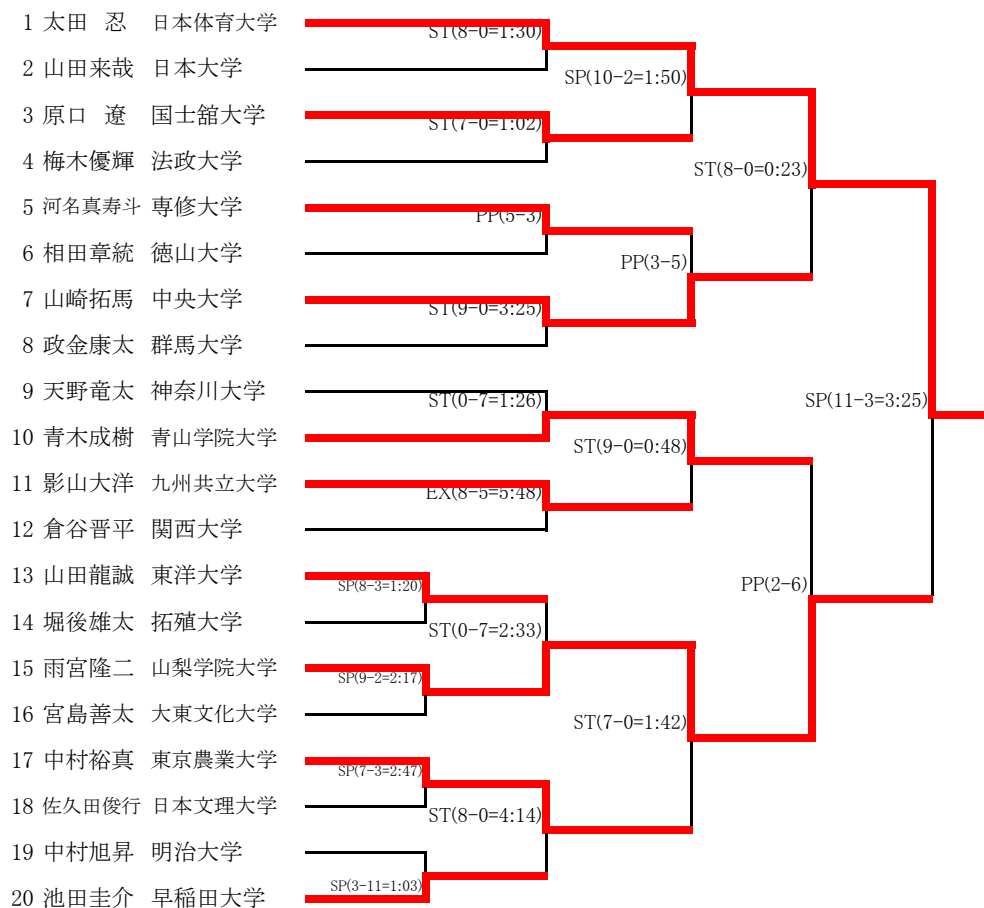 1 太田 忍 日本体育大学
ST(8-0=1:30)
2 山田来哉 日本大学
SP(10-2=1:50)
3 原口 遼 国士舘大学
ST(7-0=1:02)
4 梅木優輝 法政大学
ST(8-0=0:23)
5 河名真寿斗 専修大学
PP(5-3)
6 相田章統 徳山大学
PP(3-5)
7 山崎拓馬 中央大学
ST(9-0=3:25)
8 政金康太 群馬大学
9 天野竜太 神奈川大学
ST(0-7=1:26)
SP(11-3=3:25)
10 青木成樹 青山学院大学
ST(9-0=0:48)
11 影山大洋 九州共立大学
EX(8-5=5:48)
12 倉谷晋平 関西大学
13 山田龍誠 東洋大学
SP(8-3=1:20)
PP(2-6)
14 堀後雄太 拓殖大学
ST(0-7=2:33)
15 雨宮隆二 山梨学院大学
SP(9-2=2:17)
16 宮島善太 大東文化大学
ST(7-0=1:42)
17 中村裕真 東京農業大学
SP(7-3=2:47)
18 佐久田俊行 日本文理大学
ST(8-0=4:14)
19 中村旭昇 明治大学
SP(3-11=1:03)
20 池田圭介 早稲田大学